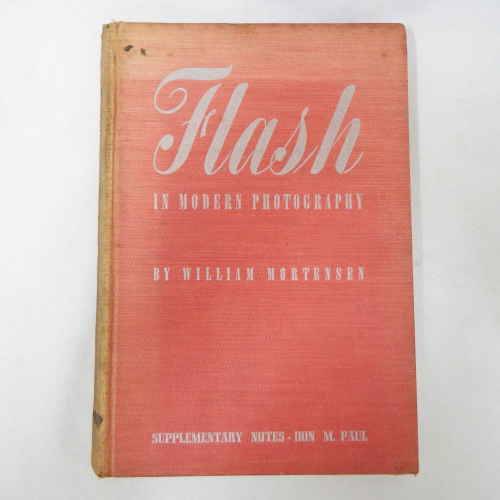 Flash
IN MODERN PHOTOGRAPHY
BY WILLIAM MORTENSEN
SUPPLEMENTARY NOTES - DON M. PAUL